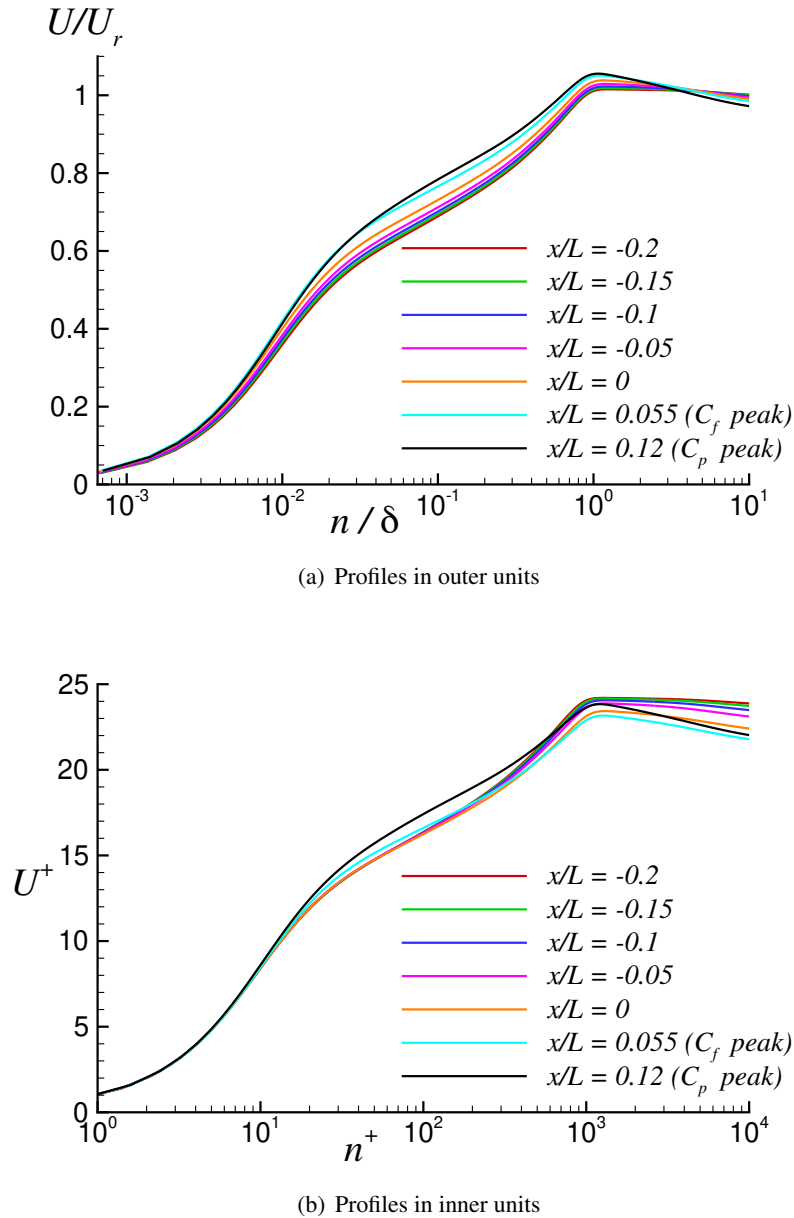 U/U_r
1
0.8
0.6
0.4
0.2
0
x/L = -0.2
x/L = -0.15
x/L = -0.1
x/L = -0.05
x/L = 0
x/L = 0.055 (C_f peak)
x/L = 0.12 (C_p peak)
10^-3 10^-2 10^-1 10^0 10^1
n / δ
(a) Profiles in outer units
25
20
15
U^+
10
5
0
x/L = -0.2
x/L = -0.15
x/L = -0.1
x/L = -0.05
x/L = 0
x/L = 0.055 (C_f peak)
x/L = 0.12 (C_p peak)
10^0 10^1 10^2 10^3 10^4
n^+
(b) Profiles in inner units